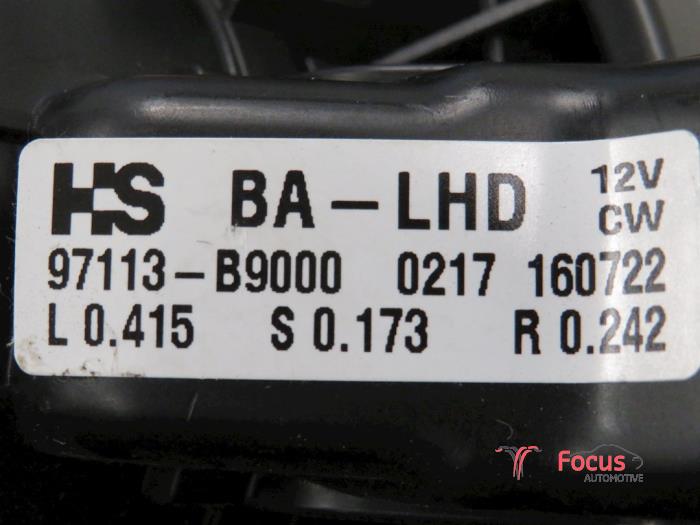 HS BA-LHD 12V CW
97113-B9000 0217 160722
L 0.415 S 0.173 R 0.242
Focus
AUTOMOTIVE